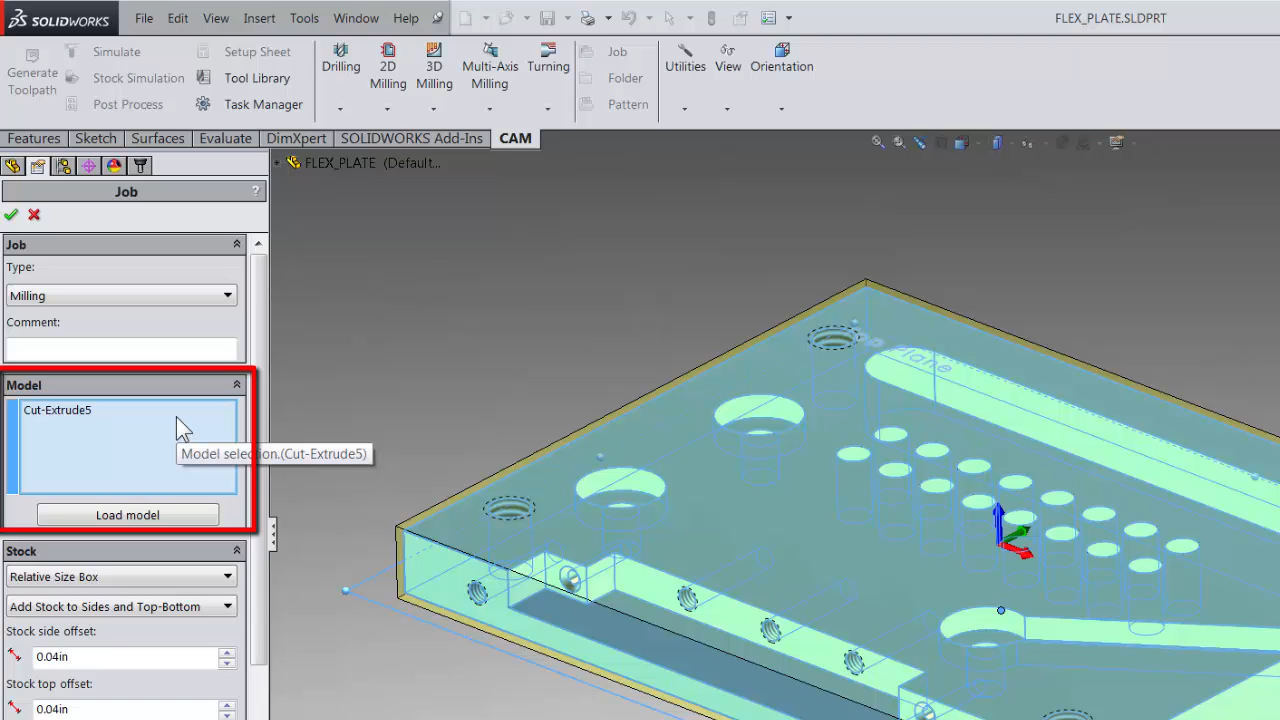 SOLIDWORKS File Edit View Insert Tools Window Help FLEX_PLATE.SLDPRT
Generate Toolpath
Simulate Setup Sheet
Stock Simulation Tool Library
Post Process Task Manager
Drilling 2D Milling 3D Milling Multi-Axis Milling Turning
Job
Folder
Pattern
Utilities View Orientation
Features Sketch Surfaces Evaluate DimXpert SOLIDWORKS Add-Ins CAM
FLEX_PLATE (Default...
Job ?
Job
Type:
Milling
Comment:
Model
Cut-Extrude5
Model selection.(Cut-Extrude5)
Load model
Stock
Relative Size Box
Add Stock to Sides and Top-Bottom
Stock side offset:
0.04in
Stock top offset:
0.04in
Plane